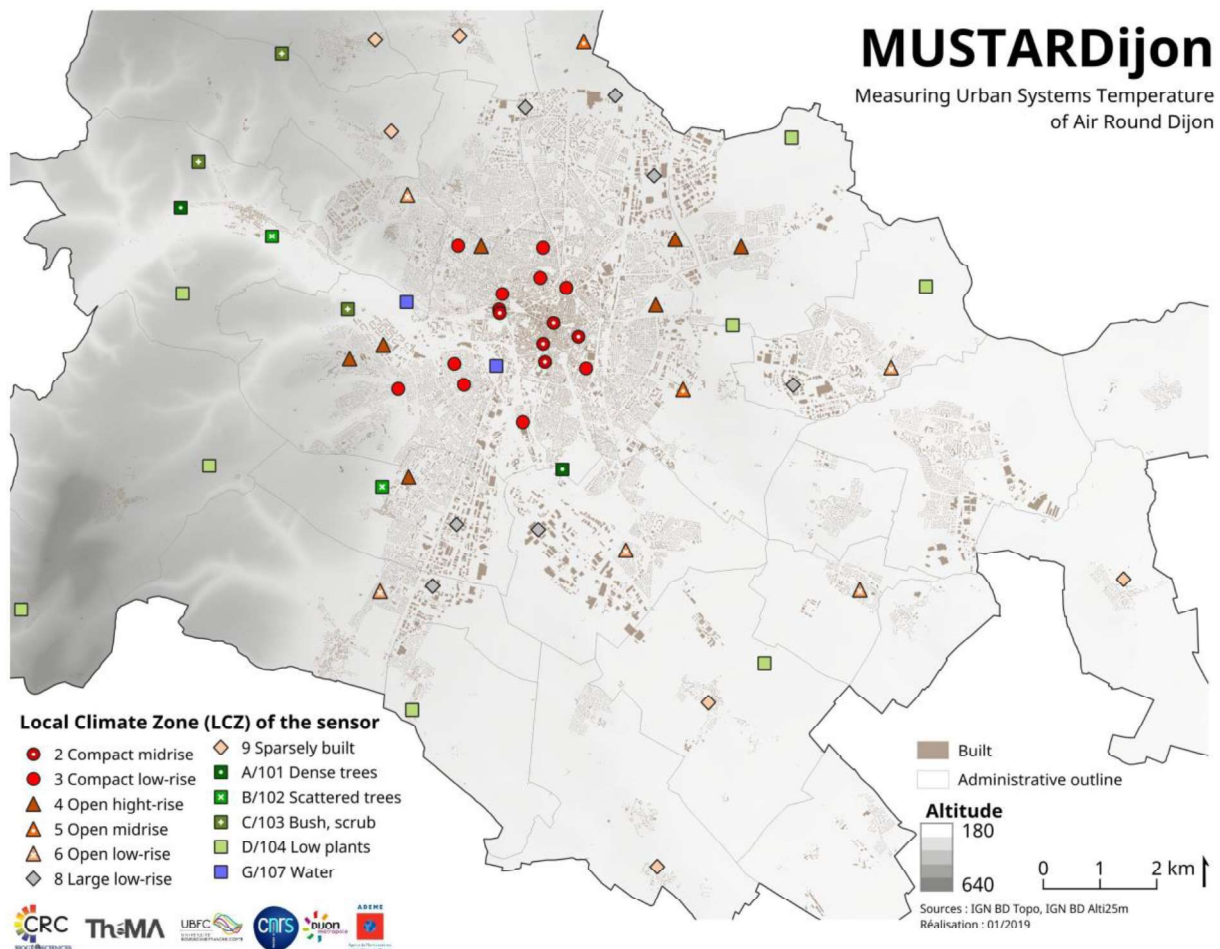 MUSTARDijon
Measuring Urban Systems Temperature
of Air Round Dijon
Local Climate Zone (LCZ) of the sensor
2 Compact midrise
3 Compact low-rise
4 Open hight-rise
5 Open midrise
6 Open low-rise
8 Large low-rise
9 Sparsely built
A/101 Dense trees
B/102 Scattered trees
C/103 Bush, scrub
D/104 Low plants
G/107 Water
Built
Administrative outline
Altitude
180
640
0 1 2 km
Sources : IGN BD Topo, IGN BD Alti25m
Réalisation : 01/2019
CRC
ThéMA
UBFC
cnrs
DIJON
métropole
ADEME